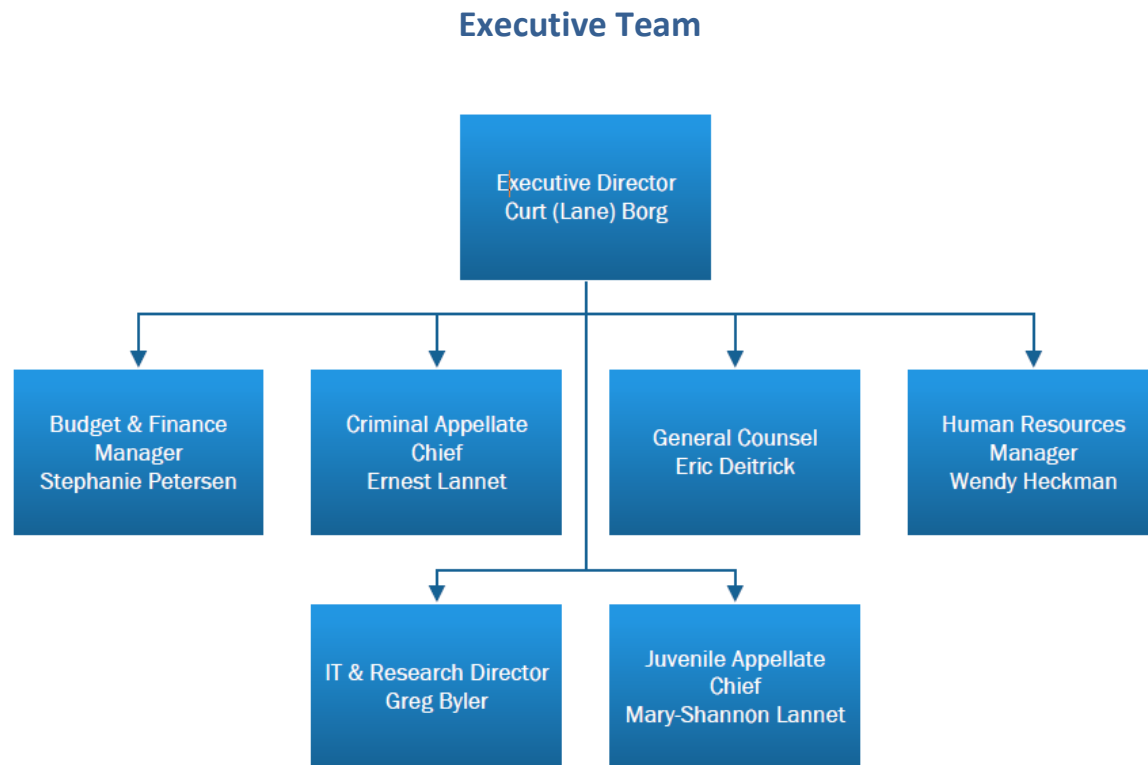 Executive Team
Executive Director
Curt (Lane) Borg
Budget & Finance
Manager
Stephanie Petersen
Criminal Appellate
Chief
Ernest Lannet
General Counsel
Eric Deitrick
Human Resources
Manager
Wendy Heckman
IT & Research Director
Greg Byler
Juvenile Appellate
Chief
Mary-Shannon Lannet